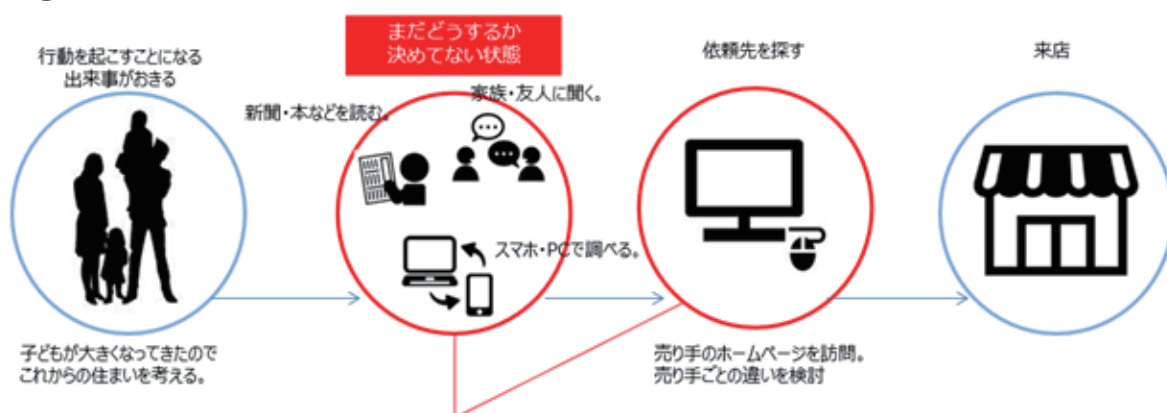 行動を起こすことになる
出来事がおきる
まだどうするか
決めてない状態
依頼先を探す
来店
新聞・本などを読む。
家族・友人に聞く。
スマホ・PCで調べる。
子どもが大きくなってきたので
これからの住まいを考える。
売り手のホームページを訪問。
売り手ごとの違いを検討